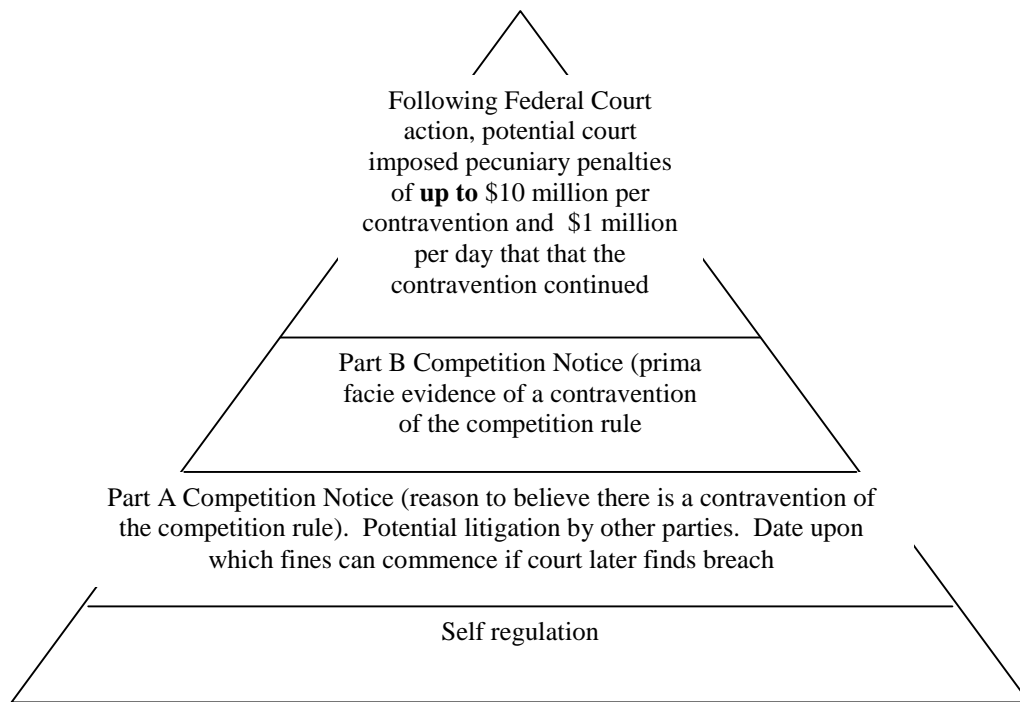 Following Federal Court
action, potential court
imposed pecuniary penalties
of up to $10 million per
contravention and  $1 million
per day that that the
contravention continued
Part B Competition Notice (prima
facie evidence of a contravention
of the competition rule
Part A Competition Notice (reason to believe there is a contravention of
the competition rule).  Potential litigation by other parties.  Date upon
which fines can commence if court later finds breach
Self regulation